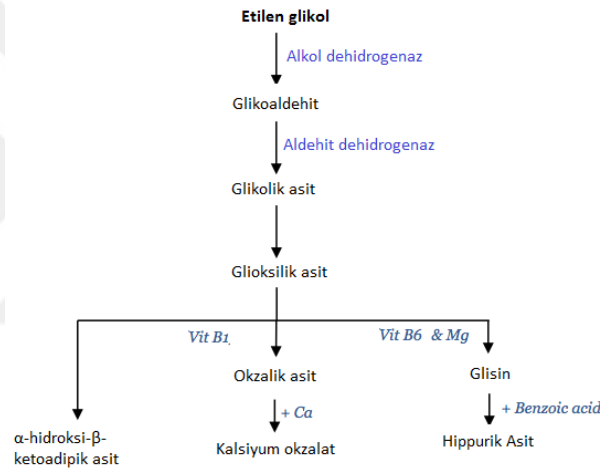 Etilen glikol
Alkol dehidrogenaz
Glikoaldehit
Aldehit dehidrogenaz
Glikolik asit
Glioksilik asit
Vit B1
Vit B6 & Mg
Okzalik asit
Glisin
+ Ca
+ Benzoic acid
α-hidroksi-β-
ketoadipik asit
Kalsiyum okzalat
Hippurik Asit